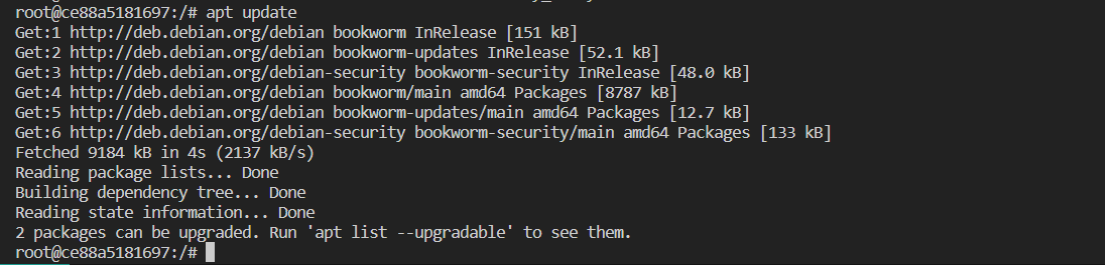 root@ce88a5181697:/# apt update
Get:1 http://deb.debian.org/debian bookworm InRelease [151 kB]
Get:2 http://deb.debian.org/debian bookworm-updates InRelease [52.1 kB]
Get:3 http://deb.debian.org/debian-security bookworm-security InRelease [48.0 kB]
Get:4 http://deb.debian.org/debian bookworm/main amd64 Packages [8787 kB]
Get:5 http://deb.debian.org/debian bookworm-updates/main amd64 Packages [12.7 kB]
Get:6 http://deb.debian.org/debian-security bookworm-security/main amd64 Packages [133 kB]
Fetched 9184 kB in 4s (2137 kB/s)
Reading package lists... Done
Building dependency tree... Done
Reading state information... Done
2 packages can be upgraded. Run 'apt list --upgradable' to see them.
root@ce88a5181697:/#